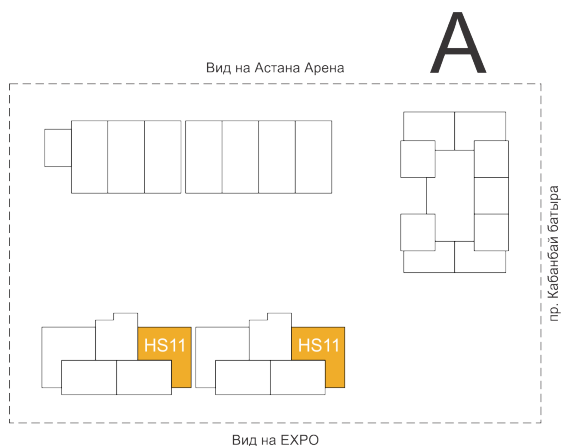 A
Вид на Астана Арена
пр. Кабанбай батыра
HS11
HS11
Вид на EXPO